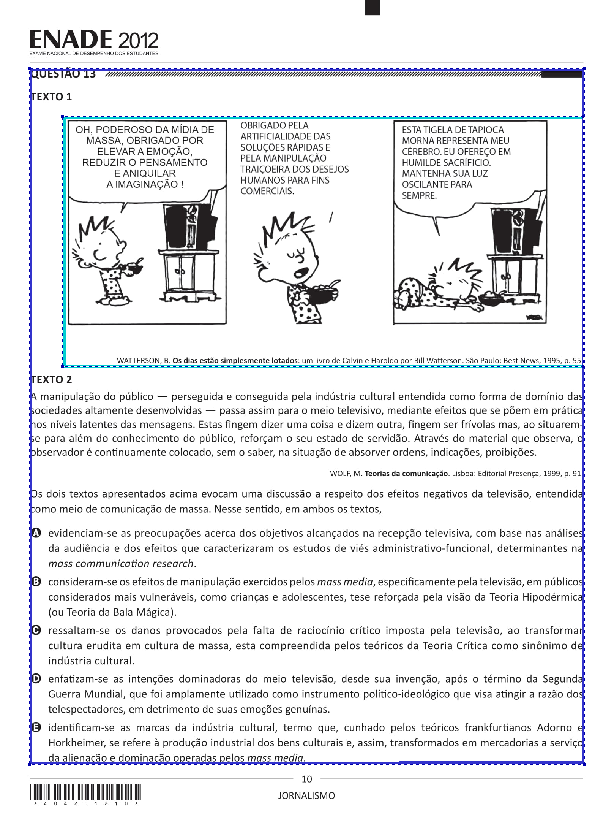 ENADE 2012
EXAME NACIONAL DE DESEMPENHO DOS ESTUDANTES
QUESTÃO 13
TEXTO 1
OH, PODEROSO DA MÍDIA DE
MASSA, OBRIGADO POR
ELEVAR A EMOÇÃO,
REDUZIR O PENSAMENTO
E ANIQUILAR
A IMAGINAÇÃO !
OBRIGADO PELA
ARTIFICIALIDADE DAS
SOLUÇÕES RÁPIDAS E
PELA MANIPULAÇÃO
TRAIÇOEIRA DOS DESEJOS
HUMANOS PARA FINS
COMERCIAIS.
ESTA TIGELA DE TAPIOCA
MORNA REPRESENTA MEU
CÉREBRO. EU OFEREÇO EM
HUMILDE SACRIFÍCIO.
MANTENHA SUA LUZ
OSCILANTE PARA
SEMPRE.
WATTERSON, B. Os dias estão simplesmente lotados: um livro de Calvin e Haroldo por Bill Watterson. São Paulo: Best News, 1995, p. 55.
TEXTO 2
A manipulação do público — perseguida e conseguida pela indústria cultural entendida como forma de domínio das
sociedades altamente desenvolvidas — passa assim para o meio televisivo, mediante efeitos que se põem em prática
nos níveis latentes das mensagens. Estas fingem dizer uma coisa e dizem outra, fingem ser frívolas mas, ao situarem-
se para além do conhecimento do público, reforçam o seu estado de servidão. Através do material que observa, o
observador é continuamente colocado, sem o saber, na situação de absorver ordens, indicações, proibições.
WOLF, M. Teorias da comunicação. Lisboa: Editorial Presença, 1999, p. 91.
Os dois textos apresentados acima evocam uma discussão a respeito dos efeitos negativos da televisão, entendida
como meio de comunicação de massa. Nesse sentido, em ambos os textos,
A evidenciam-se as preocupações acerca dos objetivos alcançados na recepção televisiva, com base nas análises
da audiência e dos efeitos que caracterizaram os estudos de viés administrativo-funcional, determinantes na
mass communication research.
B consideram-se os efeitos de manipulação exercidos pelos mass media, especificamente pela televisão, em públicos
considerados mais vulneráveis, como crianças e adolescentes, tese reforçada pela visão da Teoria Hipodérmica
(ou Teoria da Bala Mágica).
C ressaltam-se os danos provocados pela falta de raciocínio crítico imposta pela televisão, ao transformar
cultura erudita em cultura de massa, esta compreendida pelos teóricos da Teoria Crítica como sinônimo de
indústria cultural.
D enfatizam-se as intenções dominadoras do meio televisivo, desde sua invenção, após o término da Segunda
Guerra Mundial, que foi amplamente utilizado como instrumento político-ideológico que visa atingir a razão dos
telespectadores, em detrimento de suas emoções genuínas.
E identificam-se as marcas da indústria cultural, termo que, cunhado pelos teóricos frankfurtianos Adorno e
Horkheimer, se refere à produção industrial dos bens culturais e, assim, transformados em mercadorias a serviço
da alienação e dominação operadas pelos mass media.
10
JORNALISMO